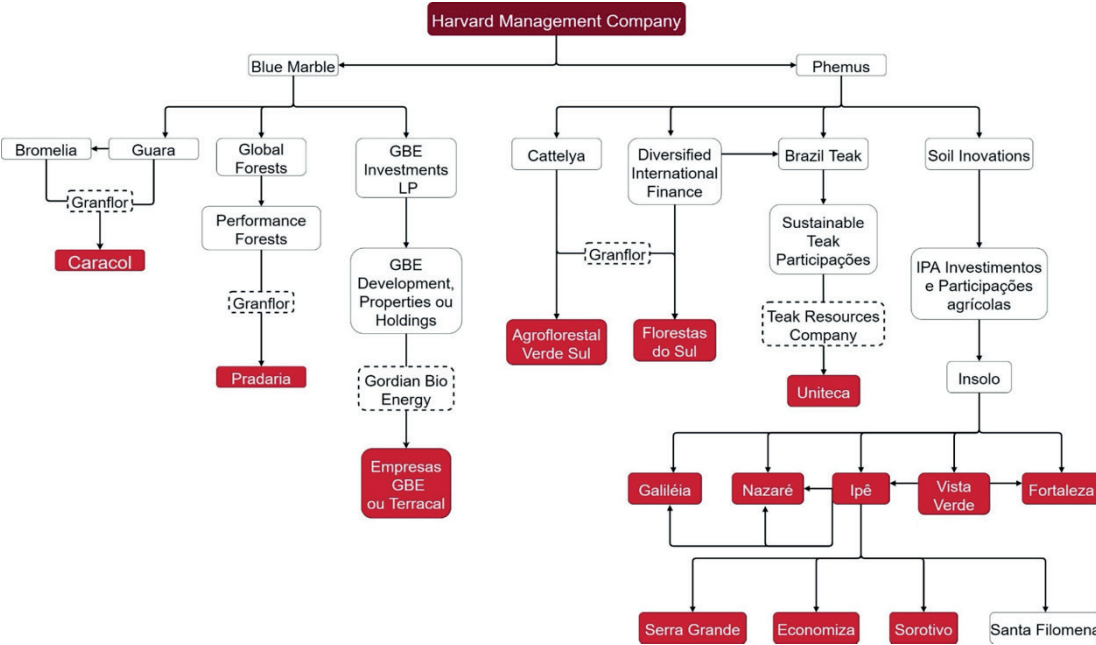 Harvard Management Company
Blue Marble
Phemus
Bromelia
Guara
Global
Forests
GBE
Investments
LP
Cattelya
Diversified
International
Finance
Brazil Teak
Soil Inovations
Granflor
Performance
Forests
Caracol
GBE
Development,
Properties ou
Holdings
Granflor
Sustainable
Teak
Participações
IPA Investimentos
e Participações
agrícolas
Granflor
Agroflorestal
Verde Sul
Florestas
do Sul
Teak Resources
Company
Pradaria
Gordian Bio
Energy
Uniteca
Insolo
Empresas
GBE
ou Terracal
Galiléia
Nazaré
Ipê
Vista
Verde
Fortaleza
Serra Grande
Economiza
Sorotivo
Santa Filomena